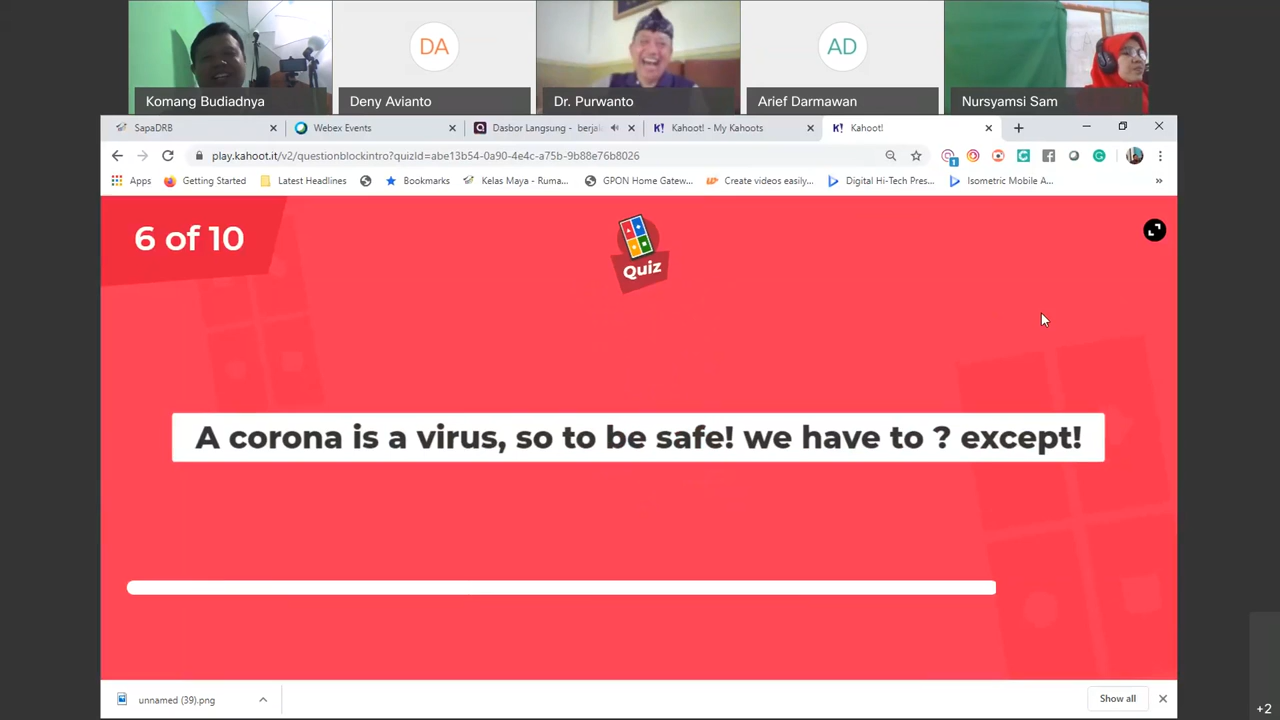 DA
AD
Komang Budiadnya
Deny Avianto
Dr. Purwanto
Arief Darmawan
Nursyamsi Sam
SapaDRB
Webex Events
Dasbor Langsung - berjal
Kahoot! - My Kahoots
Kahoot!
play.kahoot.it/v2/questionblockintro?quizId=abe13b54-0a90-4e4c-a75b-9b88e76b8026
1
Apps
Getting Started
Latest Headlines
Bookmarks
Kelas Maya - Ruma...
GPON Home Gatew...
Create videos easily...
Digital Hi-Tech Pres...
Isometric Mobile A...
»
6 of 10
Quiz
A corona is a virus, so to be safe! we have to ? except!
unnamed (39).png
Show all
+2